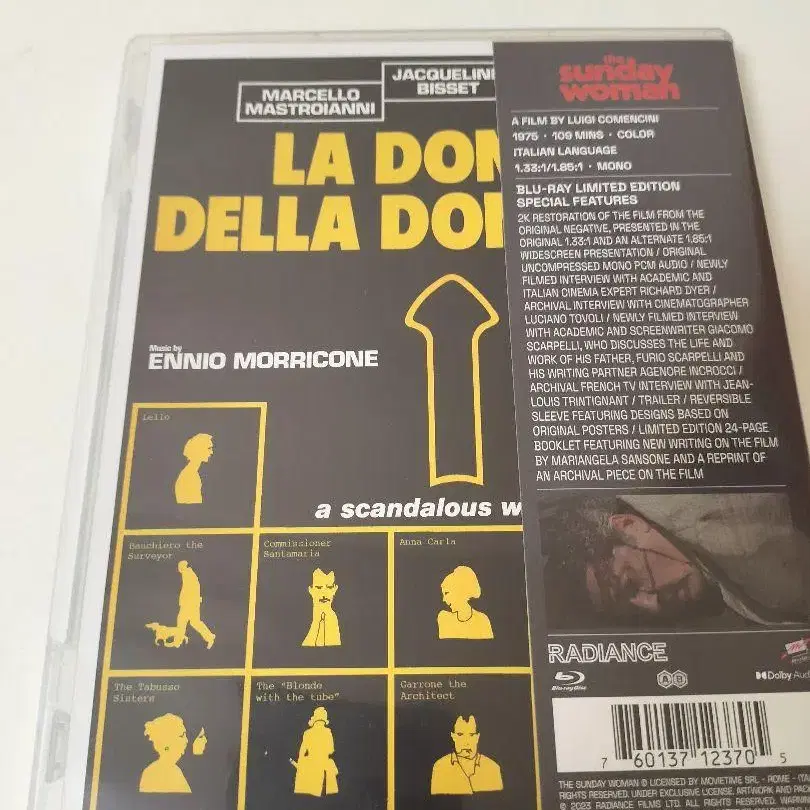 MARCELLO
MASTROIANNI
JACQUELINE
BISSET
LA DON
DELLA DON
Music by
ENNIO MORRICONE
Lello
a scandalous w
Bauchiero the
Surveyor
Commissioner
Santamaria
Anna Carla
The Tabusso
Sisters
The "Blonde
with the tube"
Garrone the
Architect
the
sunday
woman
A FILM BY LUIGI COMENCINI
1975 · 109 MINS · COLOR
ITALIAN LANGUAGE
1.33:1/1.85:1 · MONO
BLU-RAY LIMITED EDITION
SPECIAL FEATURES
2K RESTORATION OF THE FILM FROM THE
ORIGINAL NEGATIVE, PRESENTED IN THE
ORIGINAL 1.33:1 AND AN ALTERNATE 1.85:1
WIDESCREEN PRESENTATION / ORIGINAL
UNCOMPRESSED MONO PCM AUDIO / NEWLY
FILMED INTERVIEW WITH ACADEMIC AND
ITALIAN CINEMA EXPERT RICHARD DYER /
ARCHIVAL INTERVIEW WITH CINEMATOGRAPHER
LUCIANO TOVOLI / NEWLY FILMED INTERVIEW
WITH ACADEMIC AND SCREENWRITER GIACOMO
SCARPELLI, WHO DISCUSSES THE LIFE AND
WORK OF HIS FATHER, FURIO SCARPELLI AND
HIS WRITING PARTNER AGENORE INCROCCI /
ARCHIVAL FRENCH TV INTERVIEW WITH JEAN-
LOUIS TRINTIGNANT / TRAILER / REVERSIBLE
SLEEVE FEATURING DESIGNS BASED ON
ORIGINAL POSTERS / LIMITED EDITION 24-PAGE
BOOKLET FEATURING NEW WRITING ON THE FILM
BY MARIANGELA SANSONE AND A REPRINT OF
AN ARCHIVAL PIECE ON THE FILM
RADIANCE
Blu-ray Disc
A B
Dolby Aud
7 60137 12370 5
THE SUNDAY WOMAN © LICENSED BY MOVIETIME SRL - ROME - ITA
RIGHTS RESERVED. UNDER EXCLUSIVE LICENSE. ARTWORK AND PAC
© 2023 RADIANCE FILMS LTD. ALL RIGHTS RESERVED. WARNI